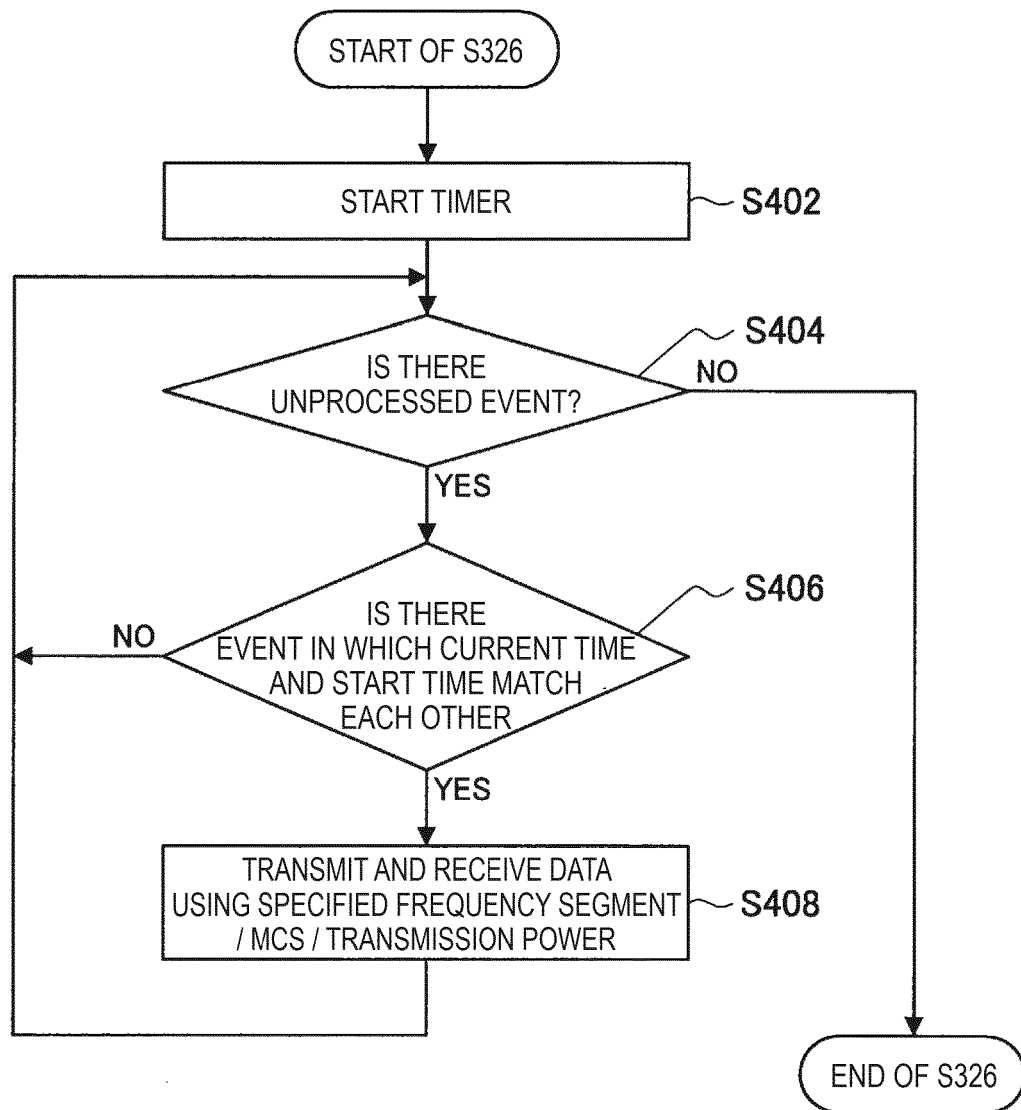 START OF S326
START TIMER
S402
S404
IS THERE
UNPROCESSED EVENT?
NO
YES
S406
IS THERE
EVENT IN WHICH CURRENT TIME
AND START TIME MATCH
EACH OTHER
NO
YES
TRANSMIT AND RECEIVE DATA
USING SPECIFIED FREQUENCY SEGMENT
/ MCS / TRANSMISSION POWER
S408
END OF S326